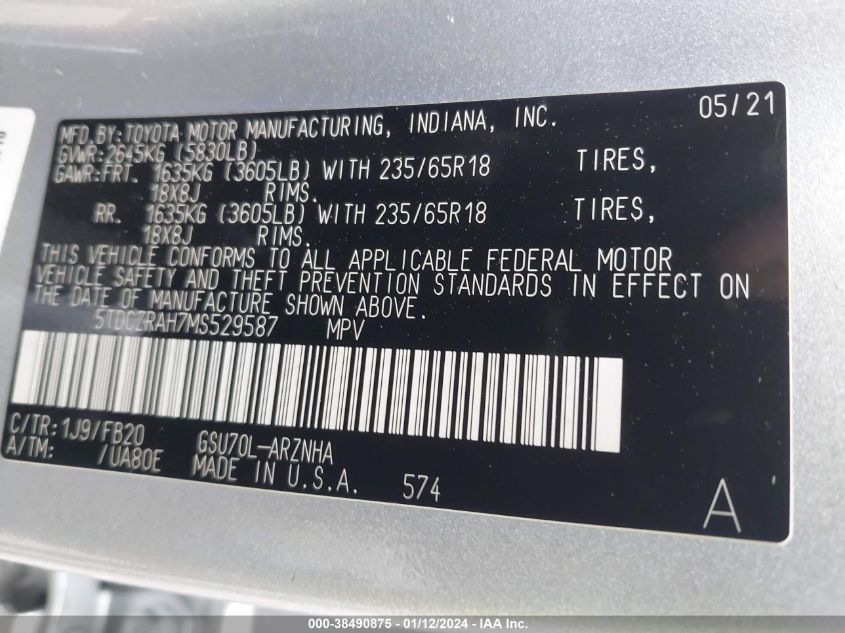 MFD. BY: TOYOTA MOTOR MANUFACTURING, INDIANA, INC. 05/21
GVWR: 2645KG (5830LB)
GAWR: FRT. 1635KG (3605LB) WITH 235/65R18 TIRES,
18X8J RIMS.
RR. 1635KG (3605LB) WITH 235/65R18 TIRES,
18X8J RIMS.
THIS VEHICLE CONFORMS TO ALL APPLICABLE FEDERAL MOTOR
VEHICLE SAFETY AND THEFT PREVENTION STANDARDS IN EFFECT ON
THE DATE OF MANUFACTURE SHOWN ABOVE.
5TDGZRAH7MS529587 MPV
C/TR: 1J9/FB20 GSU70L-ARZNHA
A/TM: /UA80E MADE IN U.S.A. 574 A
000-38490875 - 01/12/2024 - IAA Inc.